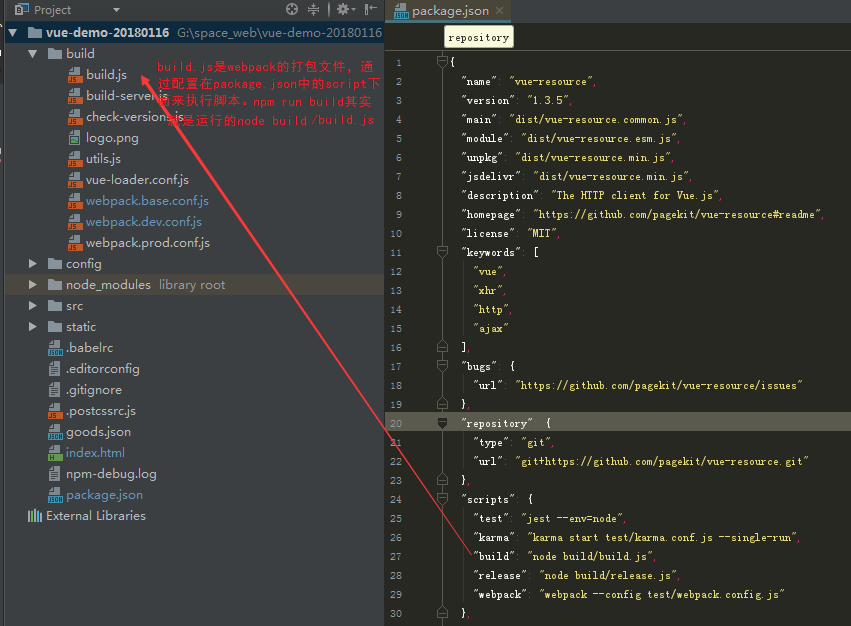 Project
package.json
vue-demo-20180116 G:\space_web\vue-demo-20180116
repository
build
build.js
build-server.js
check-versions.js
logo.png
utils.js
vue-loader.conf.js
webpack.base.conf.js
webpack.dev.conf.js
webpack.prod.conf.js
config
node_modules library root
src
static
.babelrc
.editorconfig
.gitignore
.postcssrc.js
goods.json
index.html
npm-debug.log
package.json
External Libraries
build.js是webpack的打包文件，通
过配置在package.json中的script下
来执行脚本。npm run build其实
是运行的node build/build.js
1 {
2 "name": "vue-resource",
3 "version": "1.3.5",
4 "main": "dist/vue-resource.common.js",
5 "module": "dist/vue-resource.esm.js",
6 "unpkg": "dist/vue-resource.min.js",
7 "jsdelivr": "dist/vue-resource.min.js",
8 "description": "The HTTP client for Vue.js",
9 "homepage": "https://github.com/pagekit/vue-resource#readme",
10 "license": "MIT",
11 "keywords": [
12 "vue",
13 "xhr",
14 "http",
15 "ajax"
16 ],
17 "bugs": {
18 "url": "https://github.com/pagekit/vue-resource/issues"
19 },
20 "repository": {
21 "type": "git",
22 "url": "git+https://github.com/pagekit/vue-resource.git"
23 },
24 "scripts": {
25 "test": "jest --env=node",
26 "karma": "karma start test/karma.conf.js --single-run",
27 "build": "node build/build.js",
28 "release": "node build/release.js",
29 "webpack": "webpack --config test/webpack.config.js"
30 },